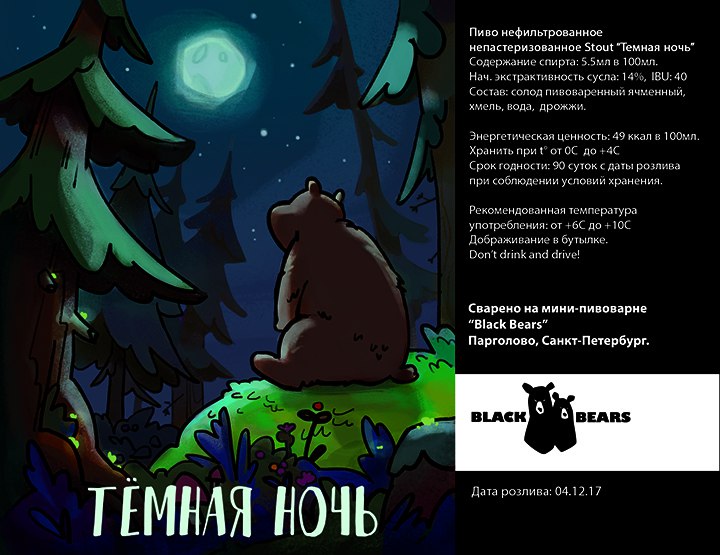 Пиво нефильтрованное
непастеризованное Stout "Темная ночь"
Содержание спирта: 5.5мл в 100мл.
Нач. экстрактивность сусла: 14%, IBU: 40
Состав: солод пивоваренный ячменный,
хмель, вода, дрожжи.
Энергетическая ценность: 49 ккал в 100мл.
Хранить при t° от 0С до +4С
Срок годности: 90 суток с даты розлива
при соблюдении условий хранения.
Рекомендованная температура
употребления: от +6С до +10С
Дображивание в бутылке.
Don't drink and drive!
Сварено на мини-пивоварне
"Black Bears"
Парголово, Санкт-Петербург.
BLACK BEARS
Дата розлива: 04.12.17
ТЁМНАЯ НОЧЬ